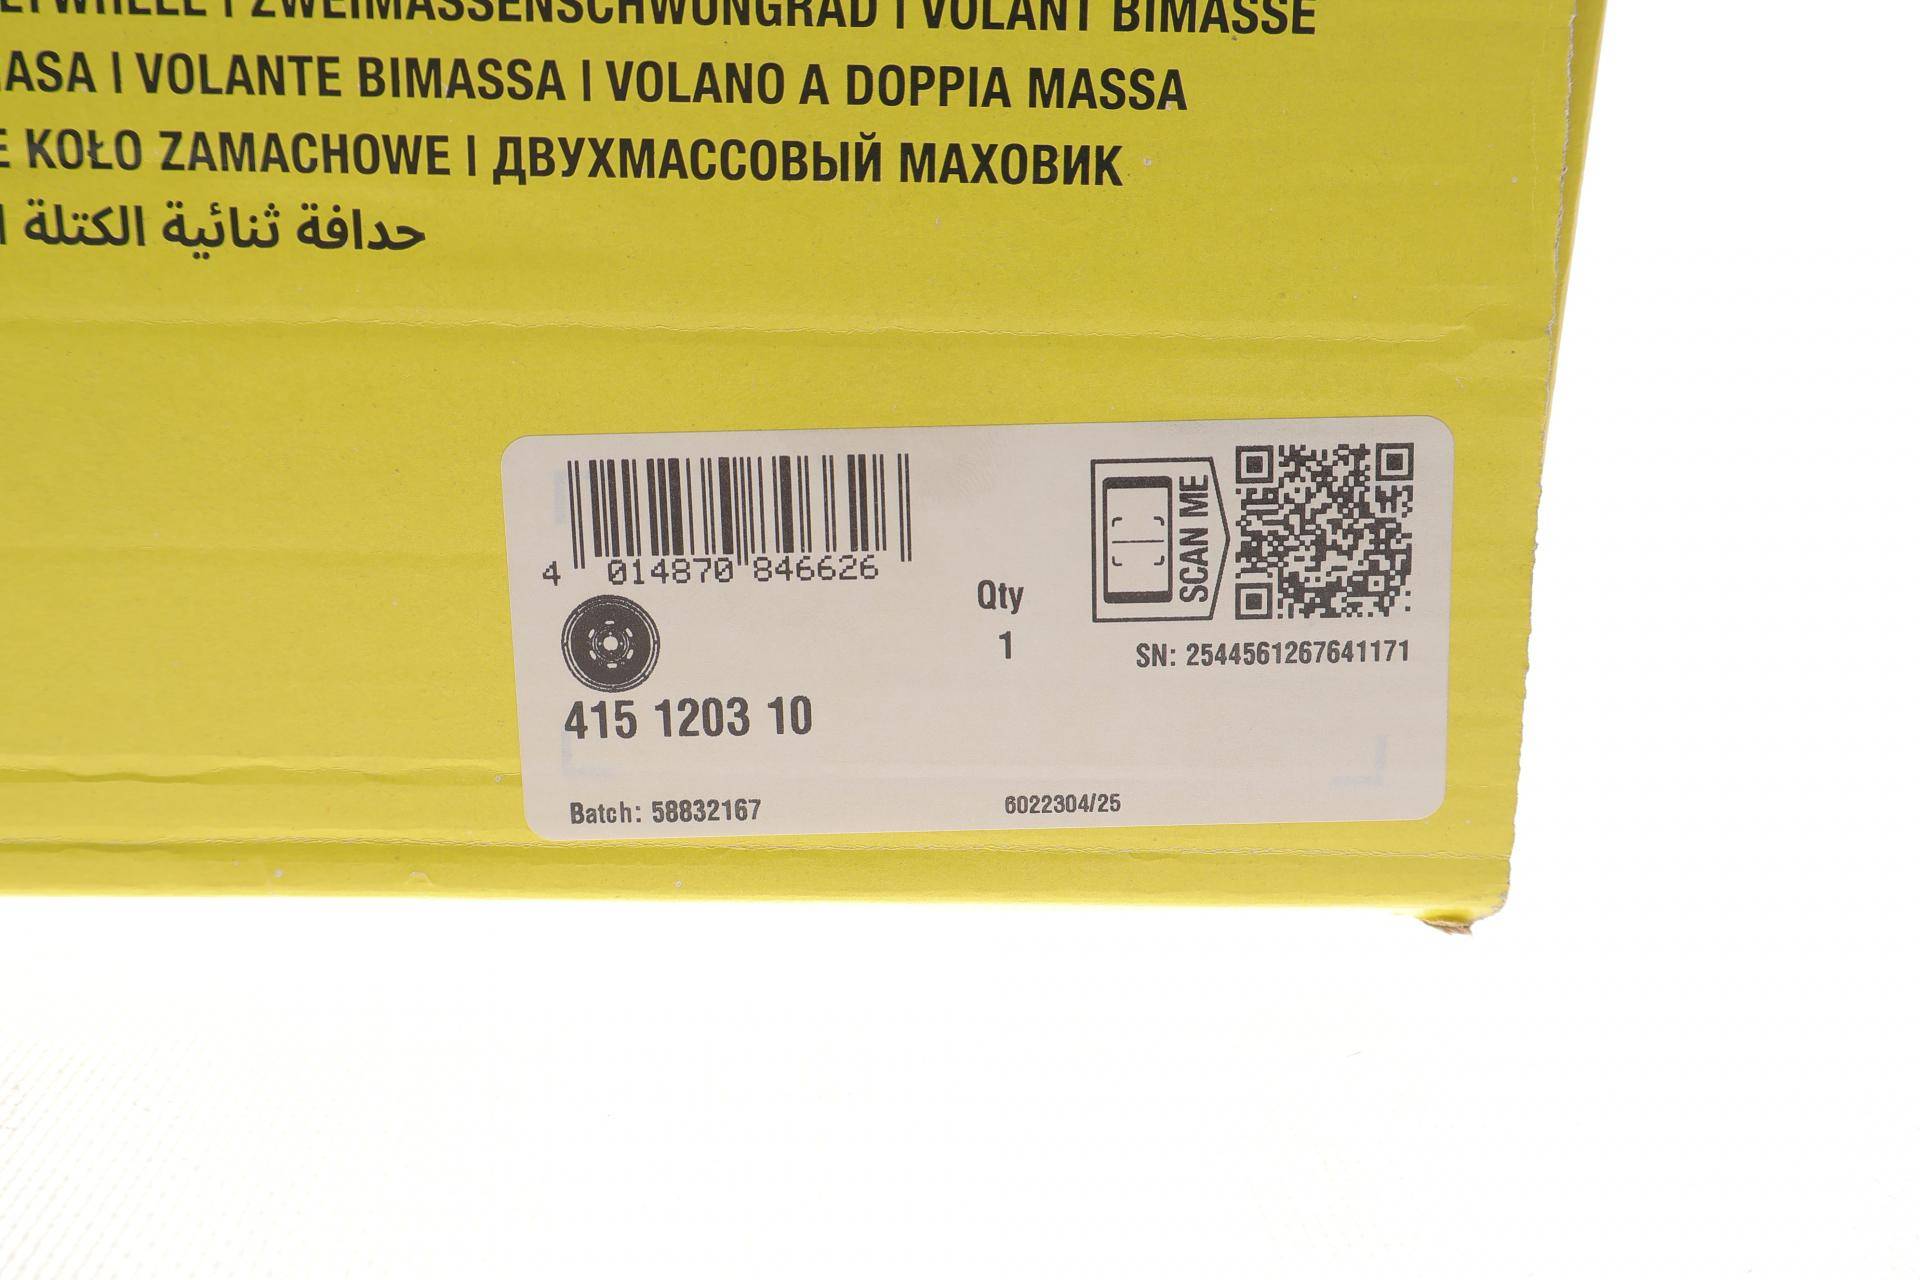 ZWEIMASSENSCHWUNGRAD | VOLANT BIMASSE
| VOLANTE BIMASSA | VOLANO A DOPPIA MASSA
KOŁO ZAMACHOWE | ДВУХМАССОВЫЙ МАХОВИК
حدافة ثنائية الكتلة
4 014870 846626
SCAN ME
Qty
1
SN: 2544561267641171
415 1203 10
Batch: 58832167
6022304/25